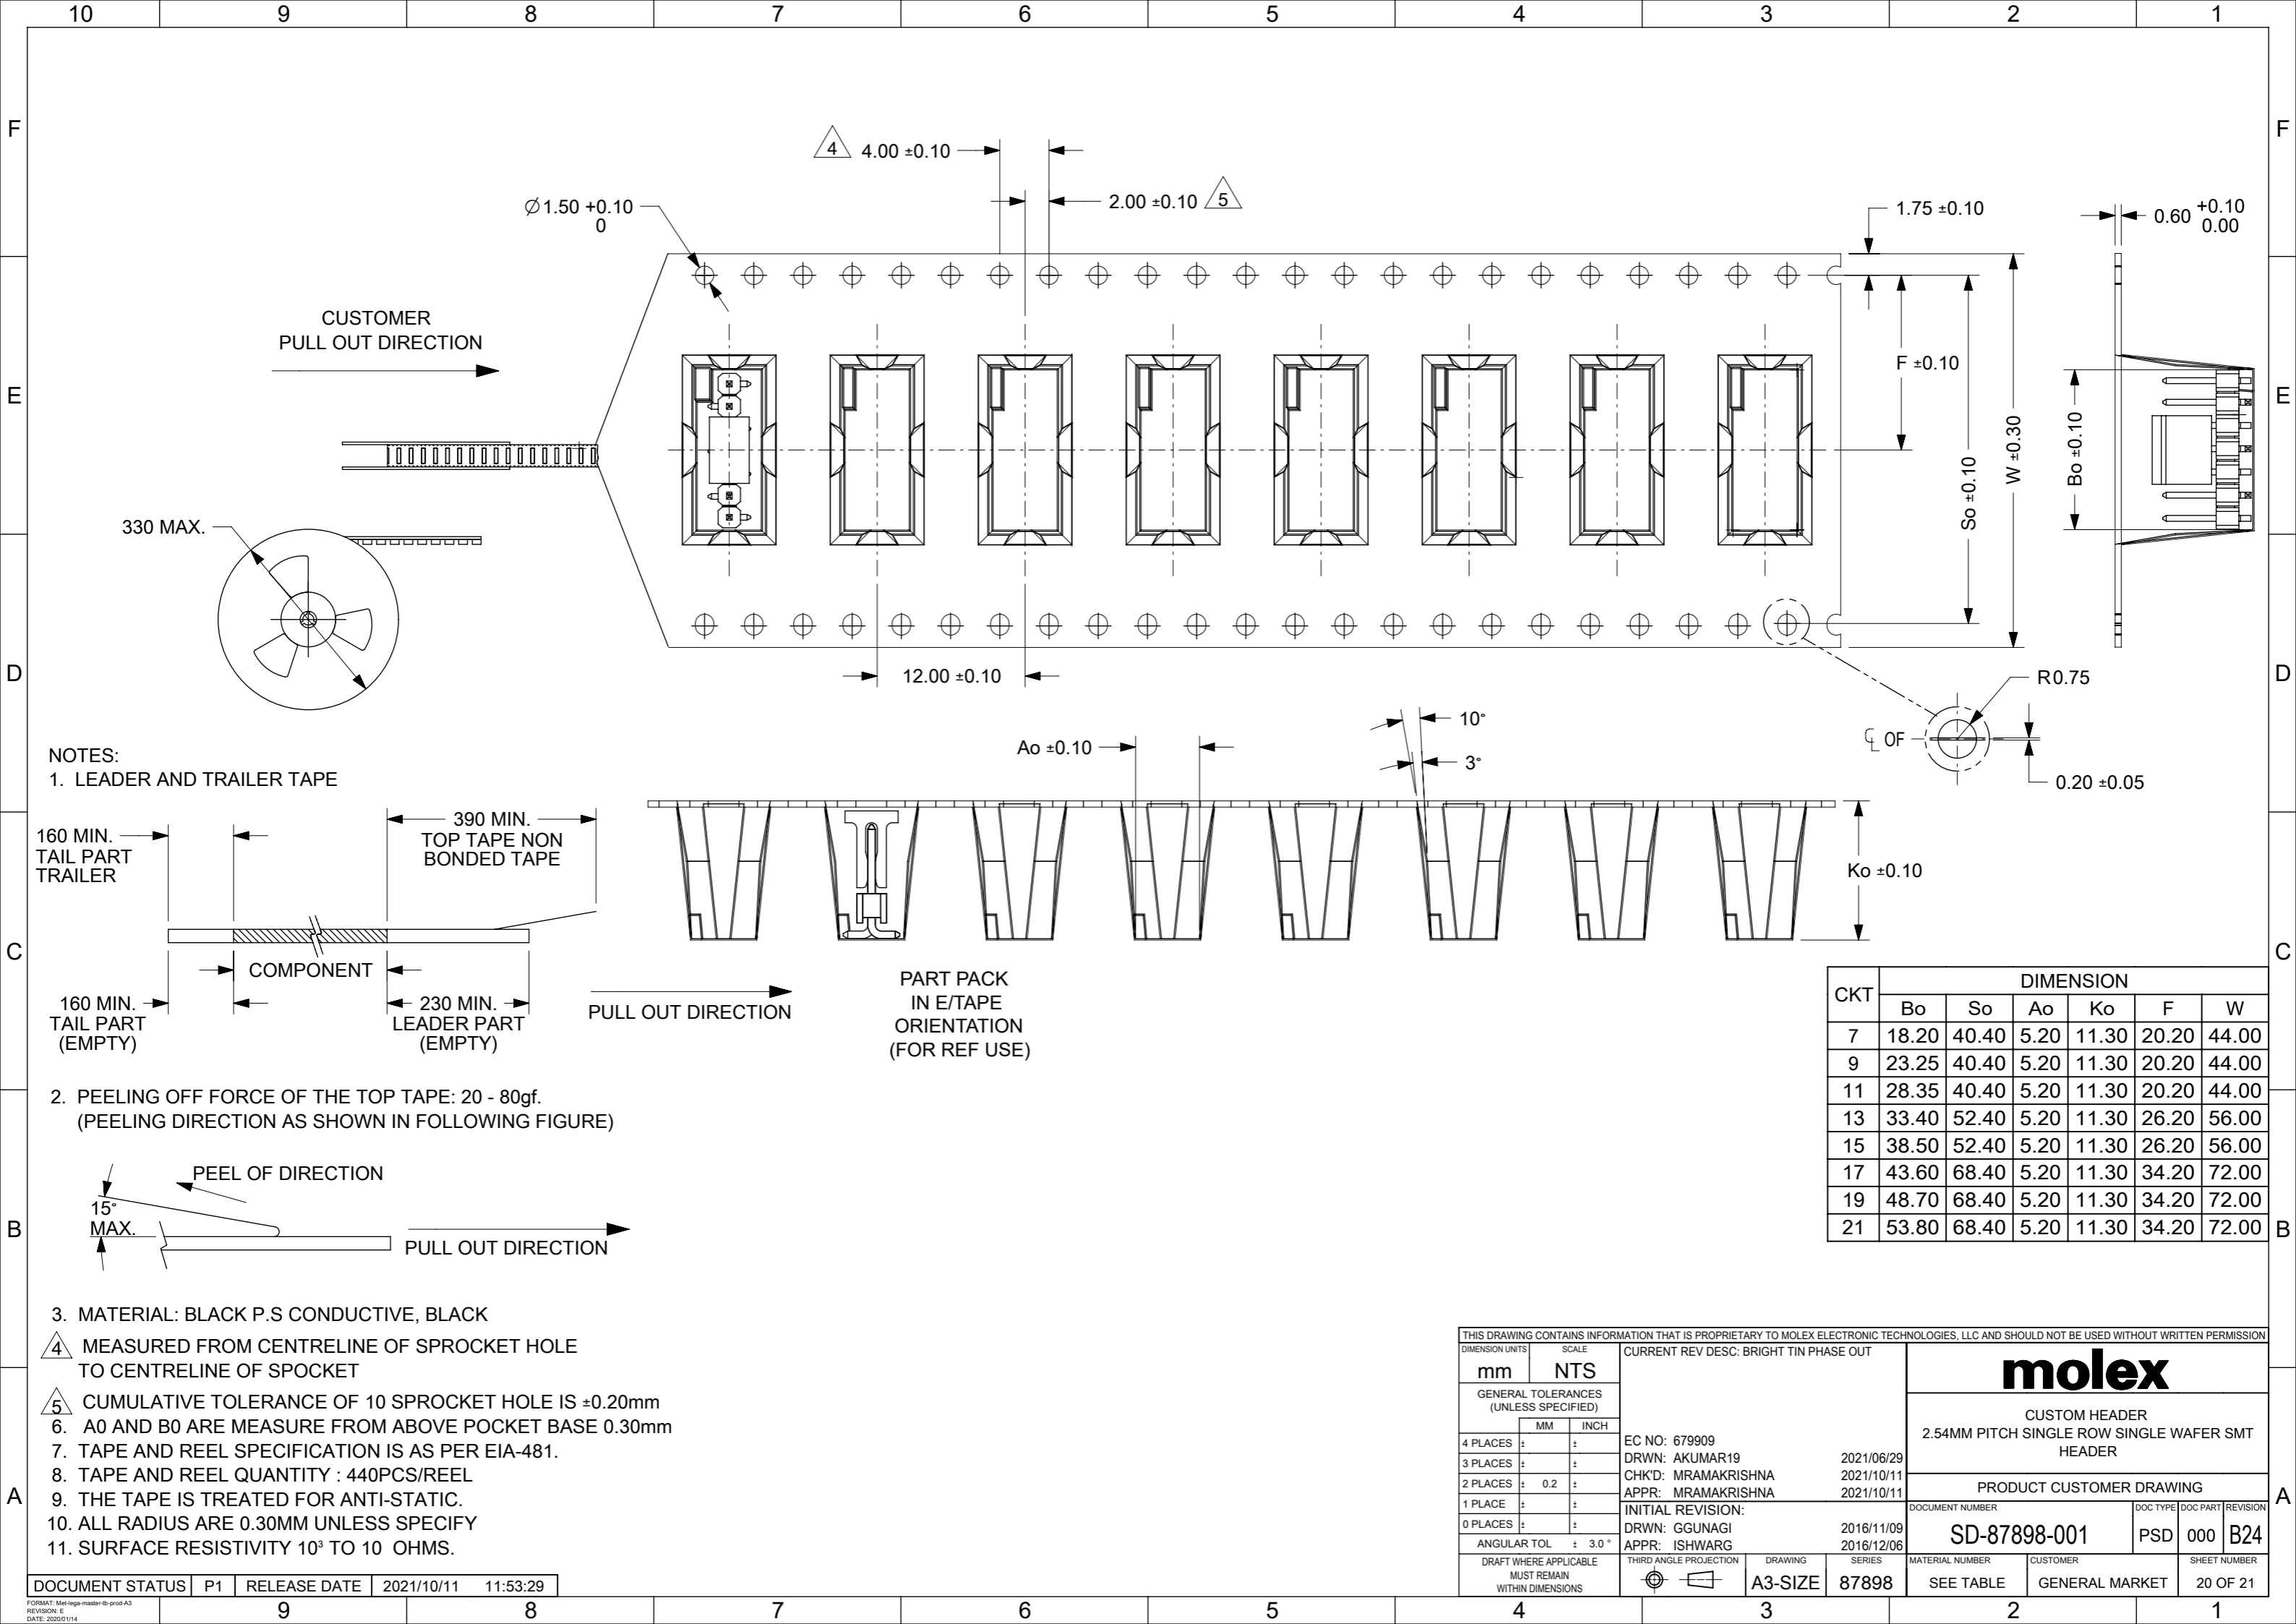 10 9 8 7 6 5 4 3 2 1
F
F
E
E
D
D
C
C
B
B
A
A
4 4.00 ±0.10
2.00 ±0.10 5
Ø1.50 +0.10
0
1.75 ±0.10
0.60 +0.10
0.00
CUSTOMER
PULL OUT DIRECTION
F ±0.10
So ±0.10
W ±0.30
Bo ±0.10
330 MAX.
12.00 ±0.10
R0.75
℄ OF
0.20 ±0.05
Ao ±0.10
10°
3°
Ko ±0.10
NOTES:
1. LEADER AND TRAILER TAPE
160 MIN.
TAIL PART
TRAILER
390 MIN.
TOP TAPE NON
BONDED TAPE
COMPONENT
160 MIN.
TAIL PART
(EMPTY)
230 MIN.
LEADER PART
(EMPTY)
PULL OUT DIRECTION
PART PACK
IN E/TAPE
ORIENTATION
(FOR REF USE)
CKT DIMENSION
Bo So Ao Ko F W
7 18.20 40.40 5.20 11.30 20.20 44.00
9 23.25 40.40 5.20 11.30 20.20 44.00
11 28.35 40.40 5.20 11.30 20.20 44.00
13 33.40 52.40 5.20 11.30 26.20 56.00
15 38.50 52.40 5.20 11.30 26.20 56.00
17 43.60 68.40 5.20 11.30 34.20 72.00
19 48.70 68.40 5.20 11.30 34.20 72.00
21 53.80 68.40 5.20 11.30 34.20 72.00
2. PEELING OFF FORCE OF THE TOP TAPE: 20 - 80gf.
(PEELING DIRECTION AS SHOWN IN FOLLOWING FIGURE)
PEEL OF DIRECTION
15°
MAX.
PULL OUT DIRECTION
3. MATERIAL: BLACK P.S CONDUCTIVE, BLACK
4 MEASURED FROM CENTRELINE OF SPROCKET HOLE
TO CENTRELINE OF SPOCKET
5 CUMULATIVE TOLERANCE OF 10 SPROCKET HOLE IS ±0.20mm
6. A0 AND B0 ARE MEASURE FROM ABOVE POCKET BASE 0.30mm
7. TAPE AND REEL SPECIFICATION IS AS PER EIA-481.
8. TAPE AND REEL QUANTITY : 440PCS/REEL
9. THE TAPE IS TREATED FOR ANTI-STATIC.
10. ALL RADIUS ARE 0.30MM UNLESS SPECIFY
11. SURFACE RESISTIVITY 10³ TO 10 OHMS.
DOCUMENT STATUS P1 RELEASE DATE 2021/10/11 11:53:29
FORMAT: Met-lega-master-tb-prod-A3
REVISION: E
DATE: 2020/01/14
THIS DRAWING CONTAINS INFORMATION THAT IS PROPRIETARY TO MOLEX ELECTRONIC TECHNOLOGIES, LLC AND SHOULD NOT BE USED WITHOUT WRITTEN PERMISSION
DIMENSION UNITS SCALE
mm NTS
GENERAL TOLERANCES
(UNLESS SPECIFIED)
MM INCH
4 PLACES ± ±
3 PLACES ± ±
2 PLACES ± 0.2 ±
1 PLACE ± ±
0 PLACES ± ±
ANGULAR TOL ± 3.0 °
DRAFT WHERE APPLICABLE
MUST REMAIN
WITHIN DIMENSIONS
CURRENT REV DESC: BRIGHT TIN PHASE OUT
EC NO: 679909
DRWN: AKUMAR19 2021/06/29
CHK'D: MRAMAKRISHNA 2021/10/11
APPR: MRAMAKRISHNA 2021/10/11
INITIAL REVISION:
DRWN: GGUNAGI 2016/11/09
APPR: ISHWARG 2016/12/06
THIRD ANGLE PROJECTION DRAWING SERIES
A3-SIZE 87898
molex
CUSTOM HEADER
2.54MM PITCH SINGLE ROW SINGLE WAFER SMT
HEADER
PRODUCT CUSTOMER DRAWING
DOCUMENT NUMBER DOC TYPE DOC PART REVISION
SD-87898-001 PSD 000 B24
MATERIAL NUMBER CUSTOMER SHEET NUMBER
SEE TABLE GENERAL MARKET 20 OF 21
9 8 7 6 5 4 3 2 1